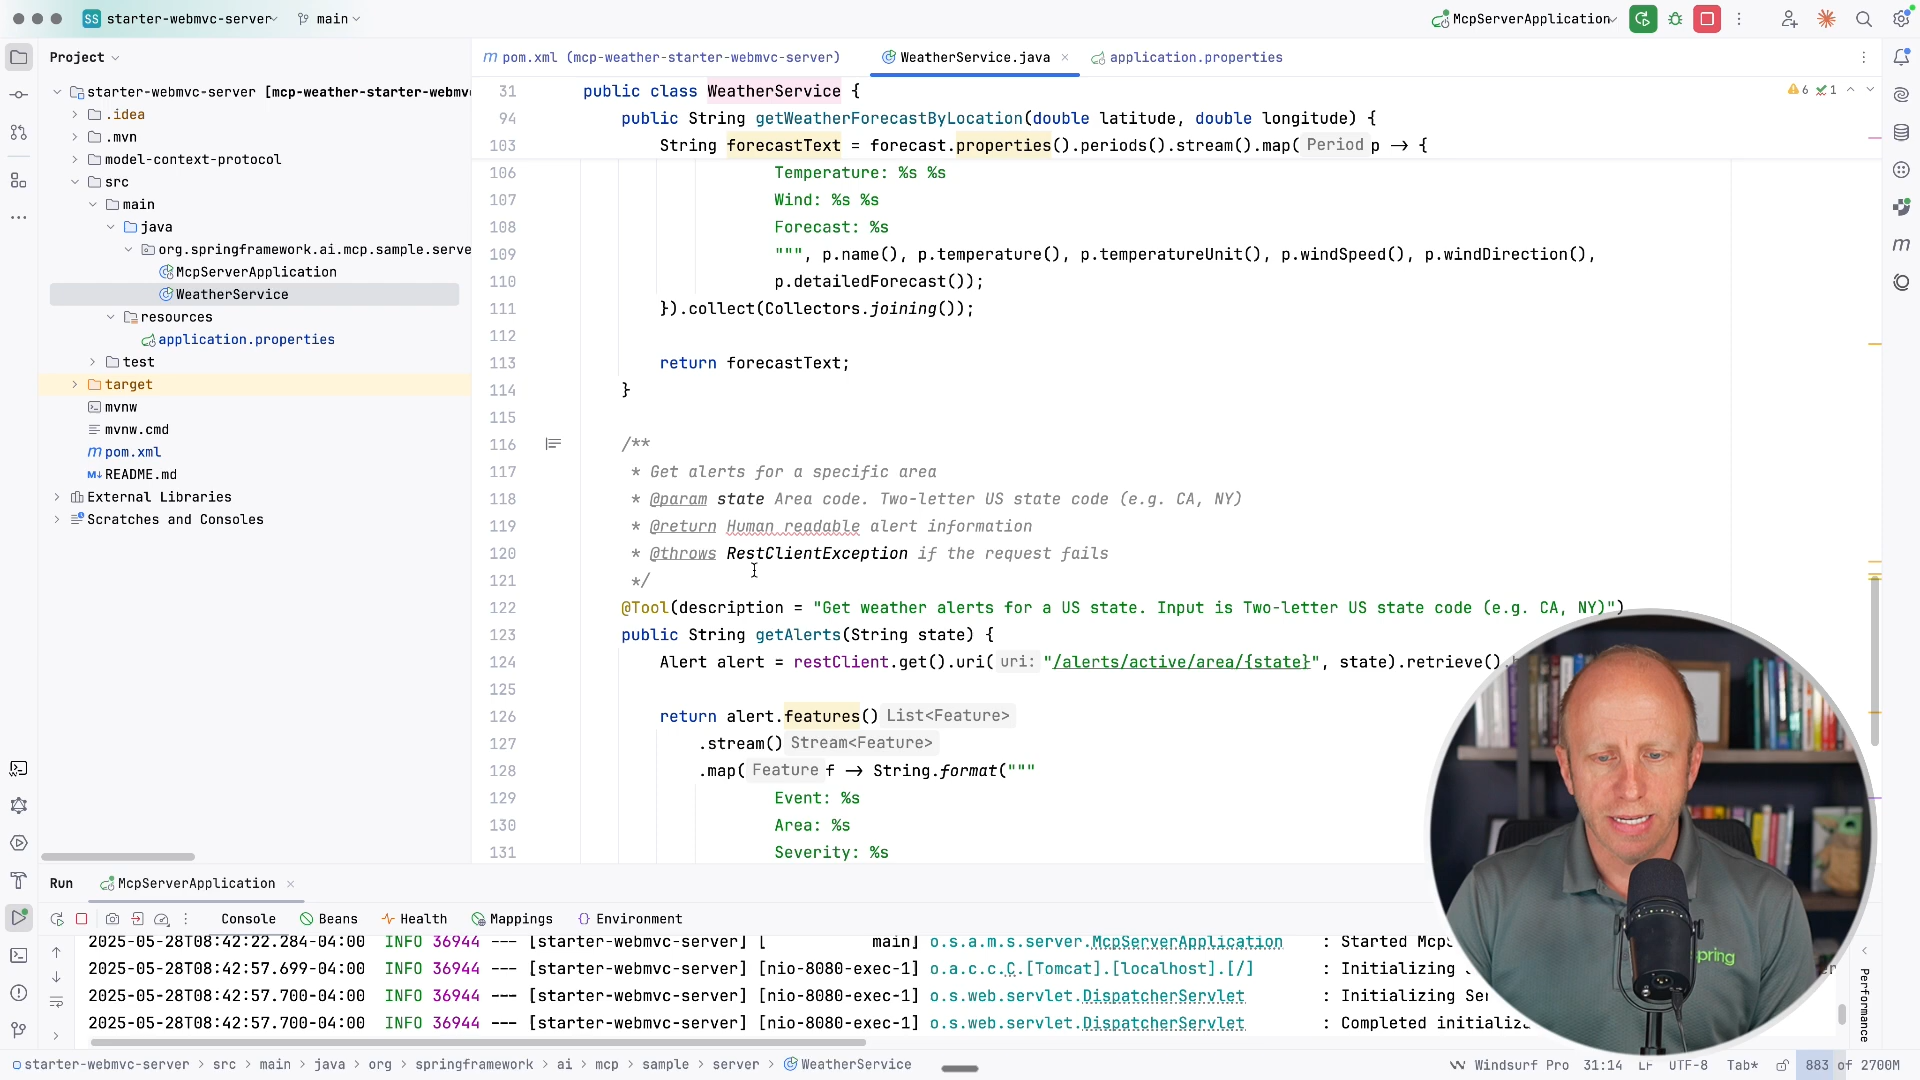 SS starter-webmvc-server
main
McpServerApplication
Project
pom.xml (mcp-weather-starter-webmvc-server)
WeatherService.java
application.properties
starter-webmvc-server [mcp-weather-starter-webmv
.idea
.mvn
model-context-protocol
src
main
java
org.springframework.ai.mcp.sample.serve
McpServerApplication
WeatherService
resources
application.properties
test
target
mvnw
mvnw.cmd
pom.xml
README.md
External Libraries
Scratches and Consoles
6 1
31 public class WeatherService {
94 public String getWeatherForecastByLocation(double latitude, double longitude) {
103 String forecastText = forecast.properties().periods().stream().map( Period p → {
106 Temperature: %s %s
107 Wind: %s %s
108 Forecast: %s
109 """, p.name(), p.temperature(), p.temperatureUnit(), p.windSpeed(), p.windDirection(),
110 p.detailedForecast());
111 }).collect(Collectors.joining());
112
113 return forecastText;
114 }
115
116 /**
117 * Get alerts for a specific area
118 * @param state Area code. Two-letter US state code (e.g. CA, NY)
119 * @return Human readable alert information
120 * @throws RestClientException if the request fails
121 */
122 @Tool(description = "Get weather alerts for a US state. Input is Two-letter US state code (e.g. CA, NY)")
123 public String getAlerts(String state) {
124 Alert alert = restClient.get().uri( uri: "/alerts/active/area/{state}", state).retrieve().
125
126 return alert.features() List<Feature>
127 .stream() Stream<Feature>
128 .map( Feature f → String.format("""
129 Event: %s
130 Area: %s
131 Severity: %s
Run McpServerApplication
Console Beans Health Mappings Environment
2025-05-28T08:42:22.284-04:00 INFO 36944 --- [starter-webmvc-server] [ main] o.s.a.m.s.server.McpServerApplication : Started McpS
2025-05-28T08:42:57.699-04:00 INFO 36944 --- [starter-webmvc-server] [nio-8080-exec-1] o.a.c.c.C.[Tomcat].[localhost].[/] : Initializing
2025-05-28T08:42:57.700-04:00 INFO 36944 --- [starter-webmvc-server] [nio-8080-exec-1] o.s.web.servlet.DispatcherServlet : Initializing Ser
2025-05-28T08:42:57.700-04:00 INFO 36944 --- [starter-webmvc-server] [nio-8080-exec-1] o.s.web.servlet.DispatcherServlet : Completed initializ
Performance
spring
starter-webmvc-server > src > main > java > org > springframework > ai > mcp > sample > server > WeatherService
Windsurf Pro 31:14 LF UTF-8 Tab* 883 of 2700M